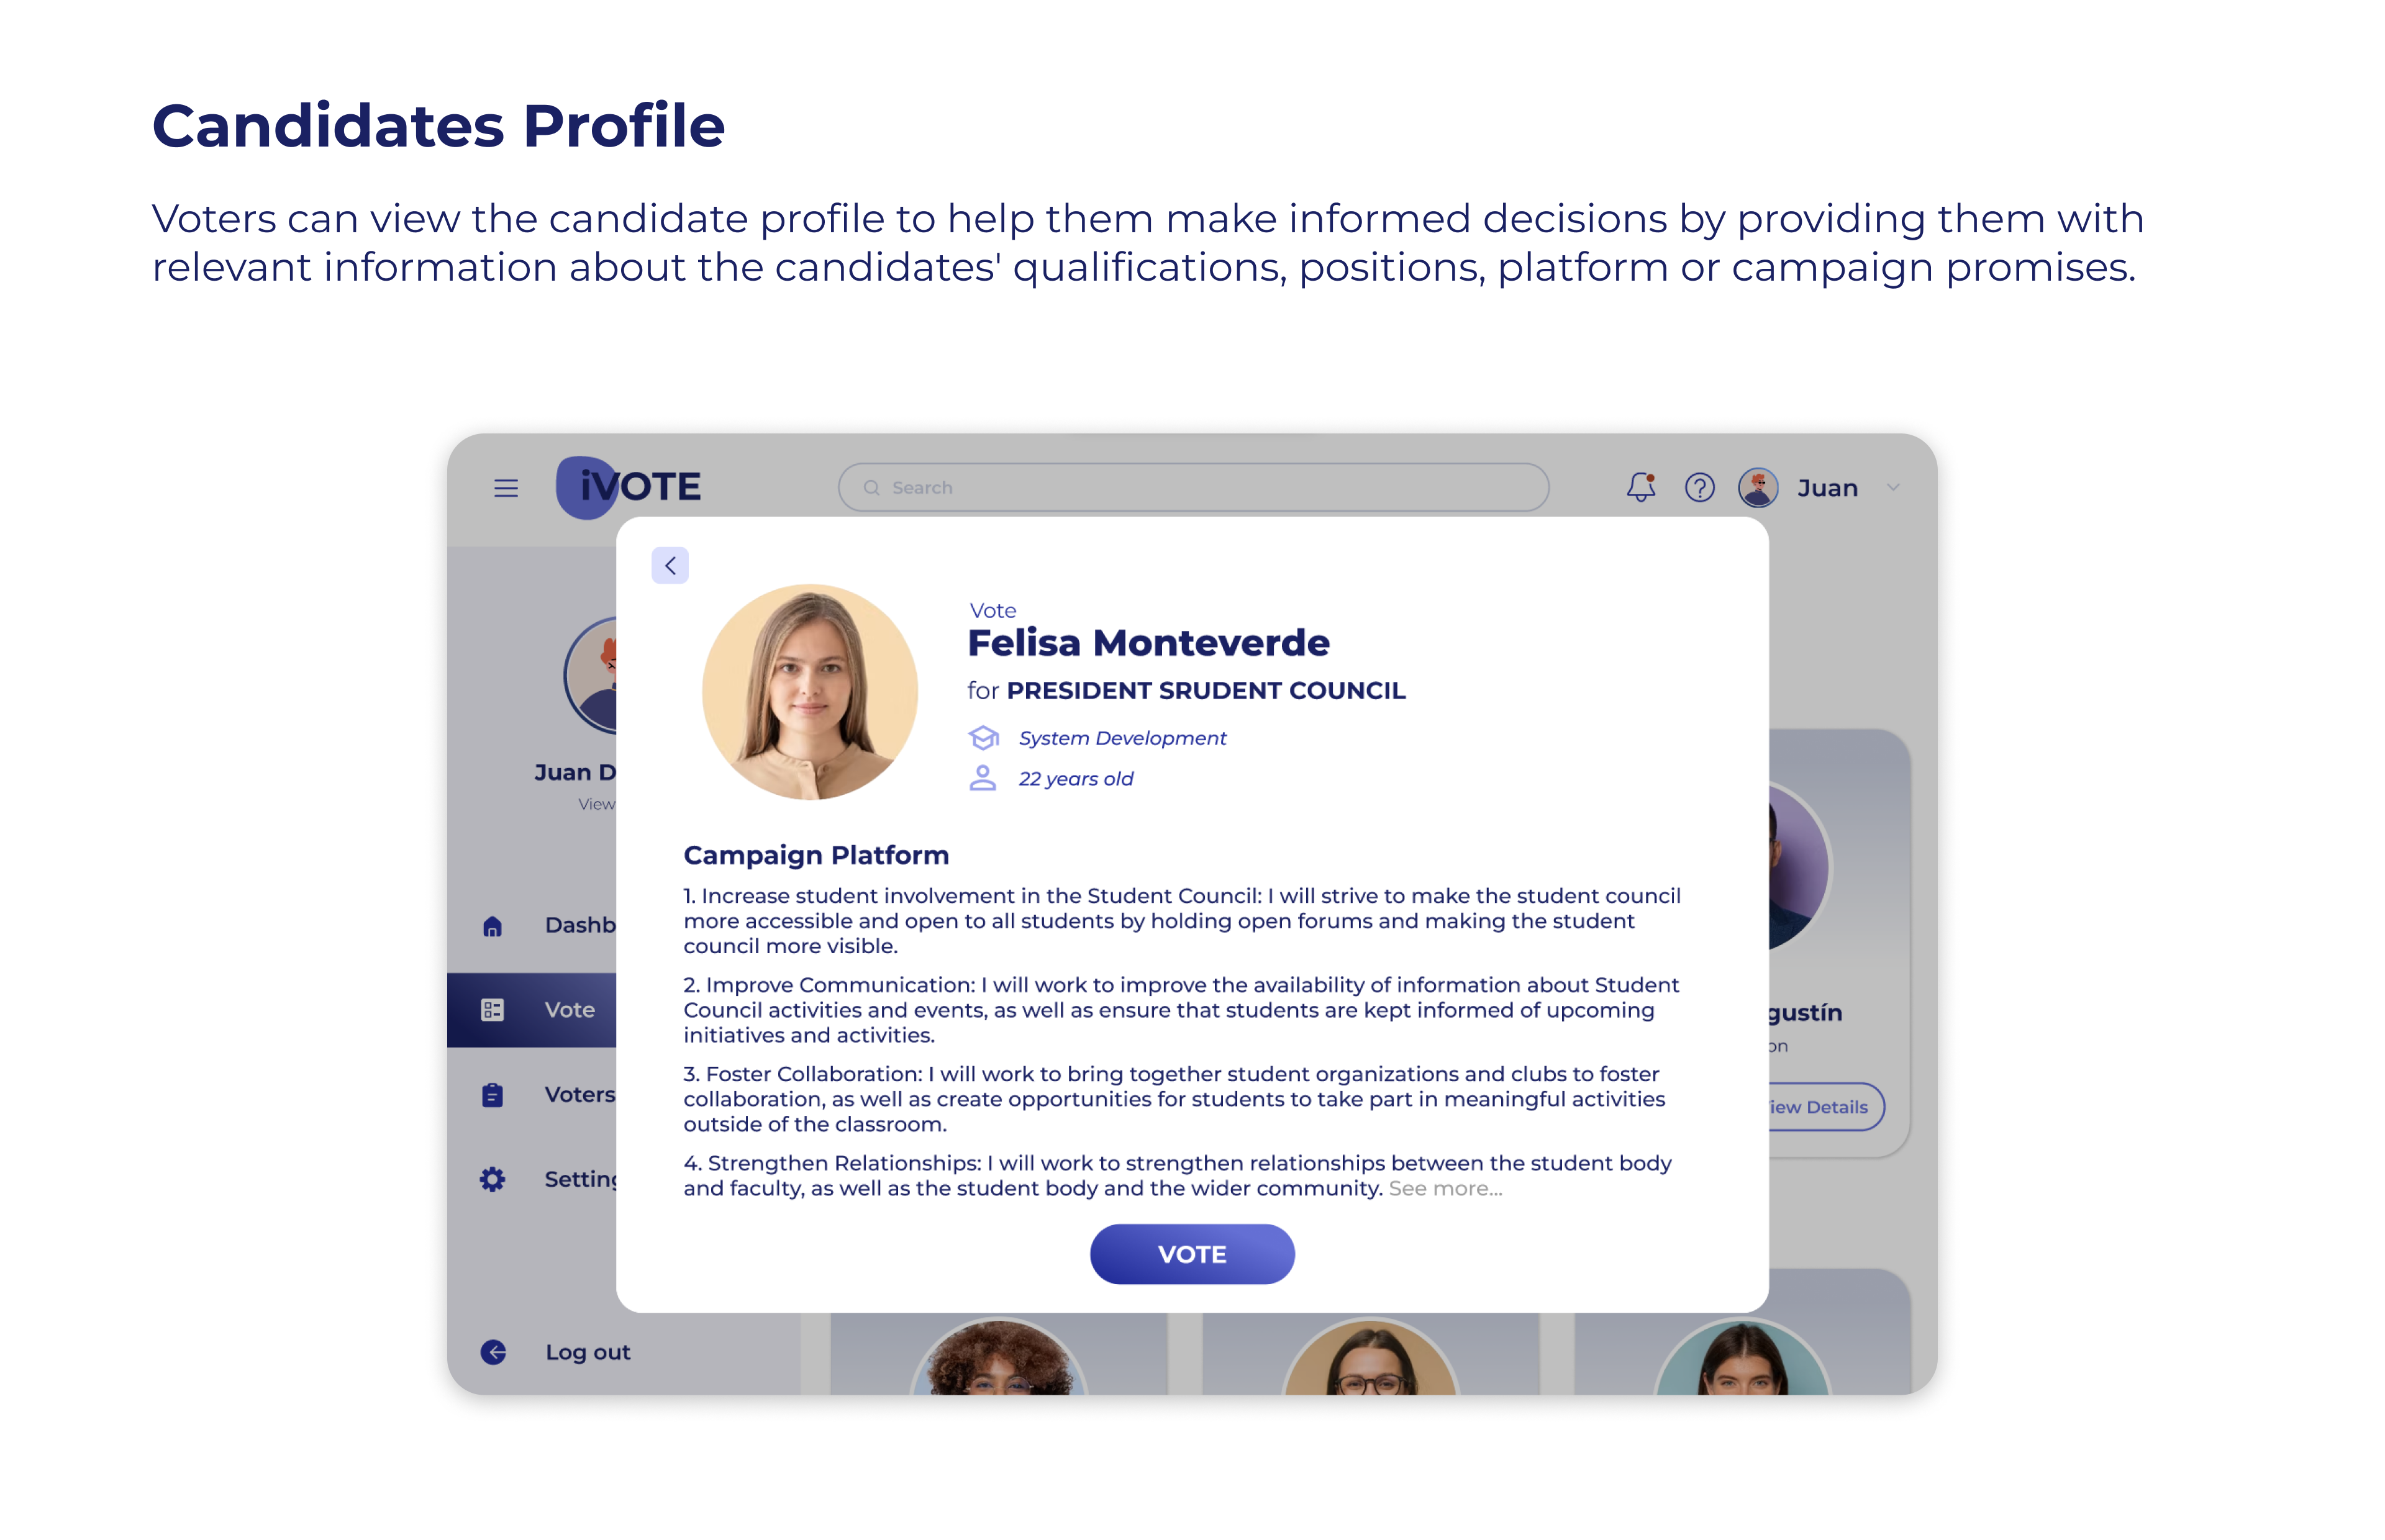 Candidates Profile
Voters can view the candidate profile to help them make informed decisions by providing them with
relevant information about the candidates' qualifications, positions, platform or campaign promises.
iVOTE
Search
Juan
Vote
Felisa Monteverde
for PRESIDENT SRUDENT COUNCIL
System Development
22 years old
Juan D
View
Campaign Platform
1. Increase student involvement in the Student Council: I will strive to make the student council
more accessible and open to all students by holding open forums and making the student
council more visible.
2. Improve Communication: I will work to improve the availability of information about Student
Council activities and events, as well as ensure that students are kept informed of upcoming
initiatives and activities.
3. Foster Collaboration: I will work to bring together student organizations and clubs to foster
collaboration, as well as create opportunities for students to take part in meaningful activities
outside of the classroom.
4. Strengthen Relationships: I will work to strengthen relationships between the student body
and faculty, as well as the student body and the wider community. See more...
VOTE
Dashb
Vote
Voters
Setting
Log out
gustín
on
iew Details